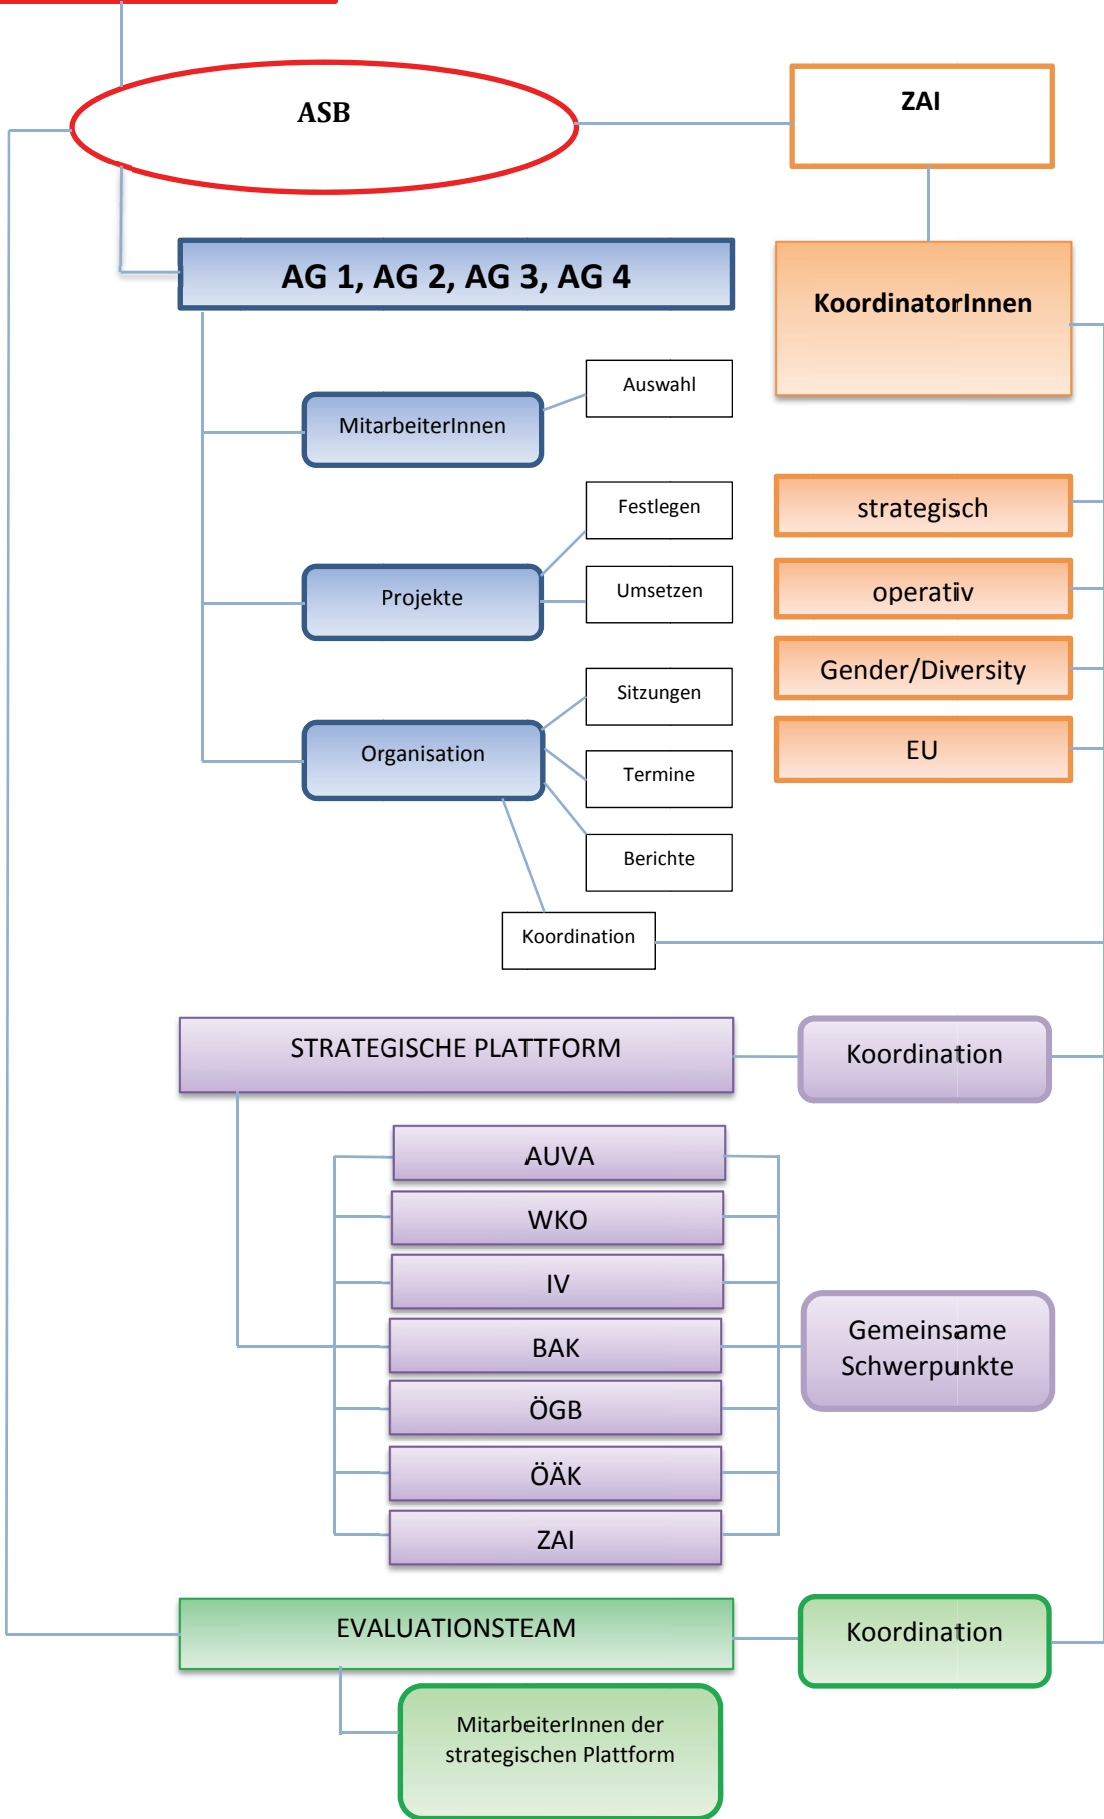 ASB
ZAI
AG 1, AG 2, AG 3, AG 4
KoordinatorInnen
MitarbeiterInnen
Auswahl
Projekte
Festlegen
Umsetzen
Organisation
Sitzungen
Termine
Berichte
Koordination
strategisch
operativ
Gender/Diversity
EU
STRATEGISCHE PLATTFORM
Koordination
AUVA
WKO
IV
BAK
ÖGB
ÖÄK
ZAI
Gemeinsame
Schwerpunkte
EVALUATIONSTEAM
Koordination
MitarbeiterInnen der
strategischen Plattform